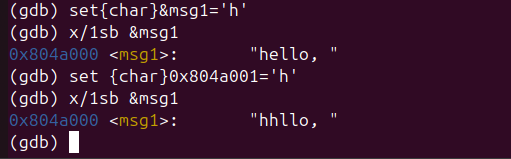 (gdb) set{char}&msg1='h'
(gdb) x/1sb &msg1
0x804a000 <msg1>:       "hello, "
(gdb) set {char}0x804a001='h'
(gdb) x/1sb &msg1
0x804a000 <msg1>:       "hhllo, "
(gdb)